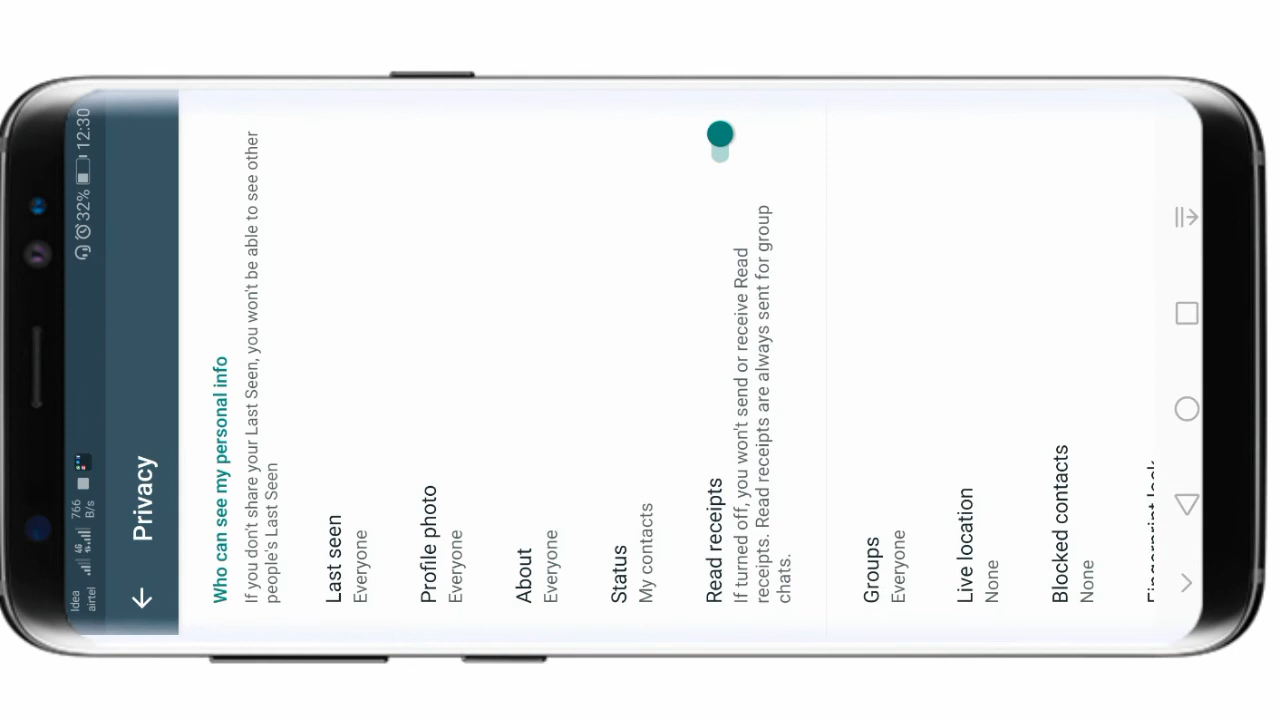 Idea
airtel
4G
766
B/s
32%
12:30
Privacy
Who can see my personal info
If you don't share your Last Seen, you won't be able to see other
people's Last Seen
Last seen
Everyone
Profile photo
Everyone
About
Everyone
Status
My contacts
Read receipts
If turned off, you won't send or receive Read
receipts. Read receipts are always sent for group
chats.
Groups
Everyone
Live location
None
Blocked contacts
None
Fingerprint lock